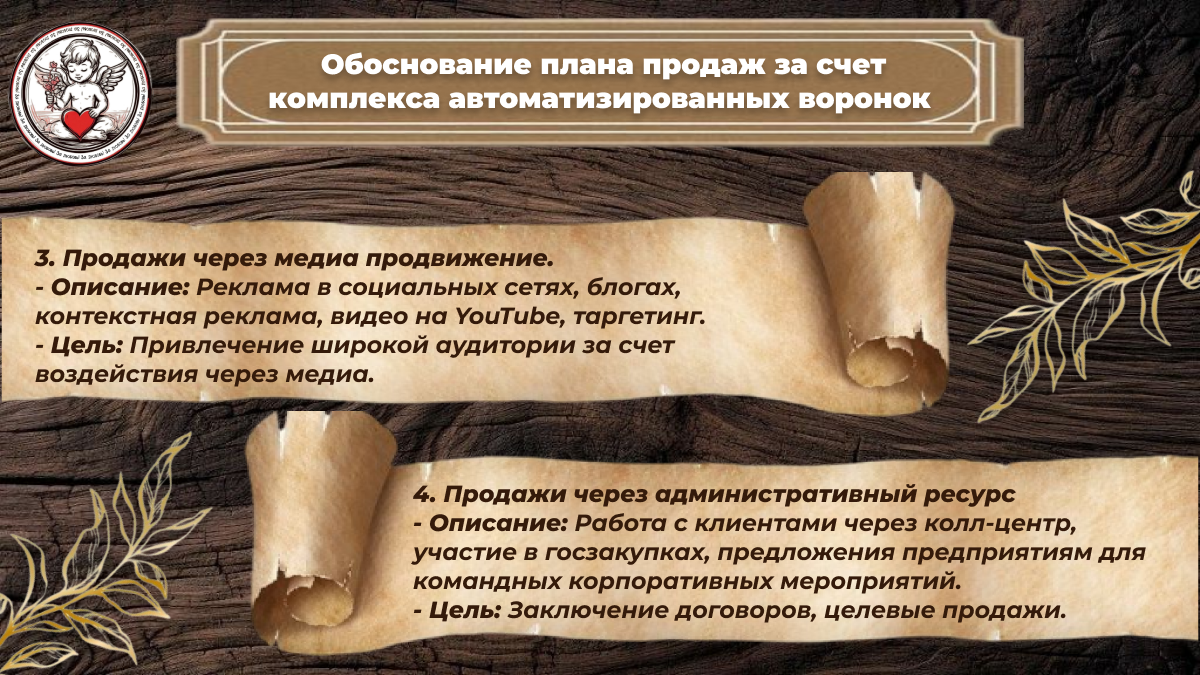 Обоснование плана продаж за счет
комплекса автоматизированных воронок
3. Продажи через медиа продвижение.
- Описание: Реклама в социальных сетях, блогах,
контекстная реклама, видео на YouTube, таргетинг.
- Цель: Привлечение широкой аудитории за счет
воздействия через медиа.
4. Продажи через административный ресурс
- Описание: Работа с клиентами через колл-центр,
участие в госзакупках, предложения предприятиям для
командных корпоративных мероприятий.
- Цель: Заключение договоров, целевые продажи.